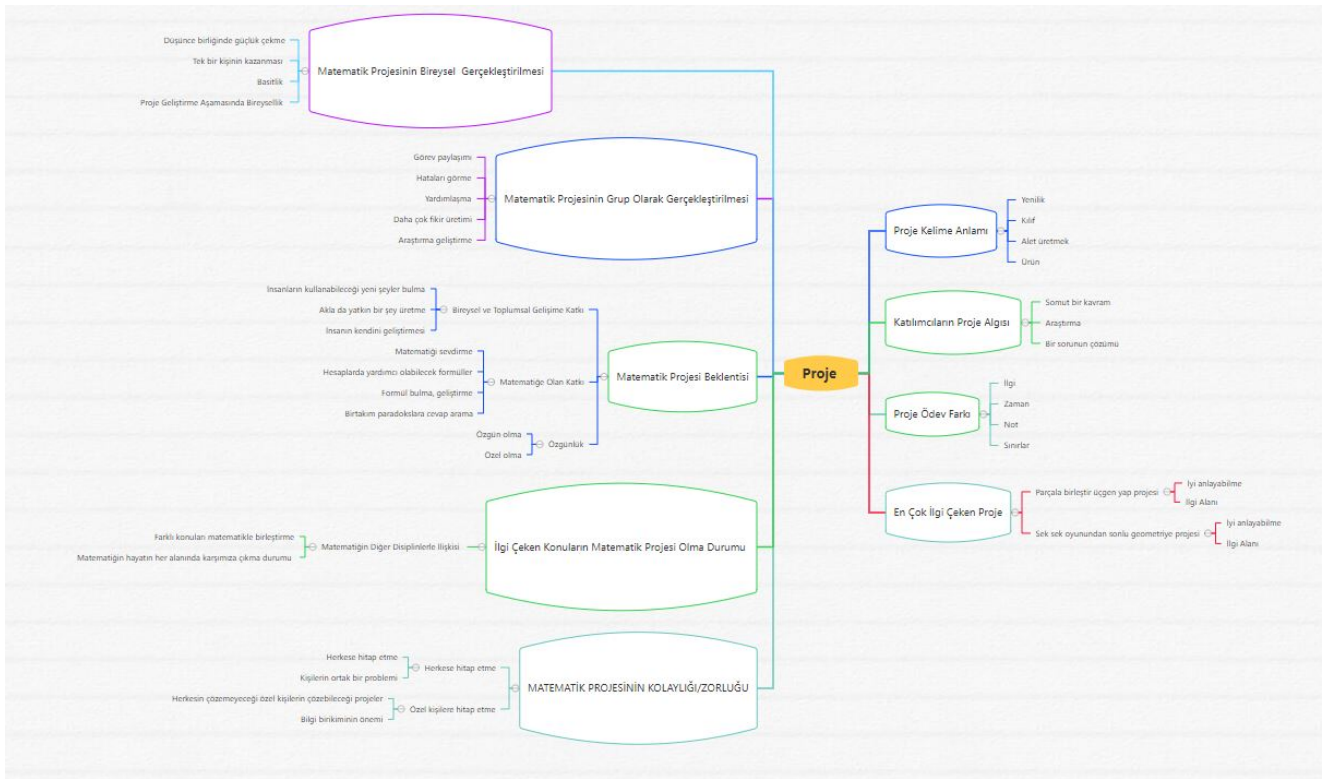 Düşünce birliğinde güçlük çekme
Tek bir kişinin kazanması
Basitlik
Proje Geliştirme Aşamasında Bireysellik
Matematik Projesinin Bireysel Gerçekleştirilmesi
Görev paylaşımı
Hataları görme
Yardımlaşma
Daha çok fikir üretimi
Araştırma geliştirme
Matematik Projesinin Grup Olarak Gerçekleştirilmesi
İnsanların kullanabileceği yeni şeyler bulma
Akla da yatkın bir şey üretme
İnsanın kendini geliştirmesi
Bireysel ve Toplumsal Gelişime Katkı
Matematiği sevdirme
Hesaplarda yardımcı olabilecek formüller
Formül bulma, geliştirme
Birtakım paradokslara cevap arama
Matematiğe Olan Katkı
Özgün olma
Özel olma
Özgünlük
Matematik Projesi Beklentisi
Farklı konuları matematikle birleştirme
Matematiğin hayatın her alanında karşımıza çıkma durumu
Matematiğin Diğer Disiplinlerle İlişkisi
İlgi Çeken Konuların Matematik Projesi Olma Durumu
Herkese hitap etme
Kişilerin ortak bir problemi
Herkese hitap etme
Herkesin çözemeyeceği özel kişilerin çözebileceği projeler
Bilgi birikiminin önemi
Özel kişilere hitap etme
MATEMATİK PROJESİNİN KOLAYLIĞI/ZORLUĞU
Proje
Proje Kelime Anlamı
Yenilik
Kılıf
Alet üretmek
Ürün
Katılımcıların Proje Algısı
Somut bir kavram
Araştırma
Bir sorunun çözümü
Proje Ödev Farkı
İlgi
Zaman
Not
Sınırlar
En Çok İlgi Çeken Proje
Parçala birleştir üçgen yap projesi
İyi anlayabilme
İlgi Alanı
Sek sek oyunundan sonlu geometriye projesi
İyi anlayabilme
İlgi Alanı